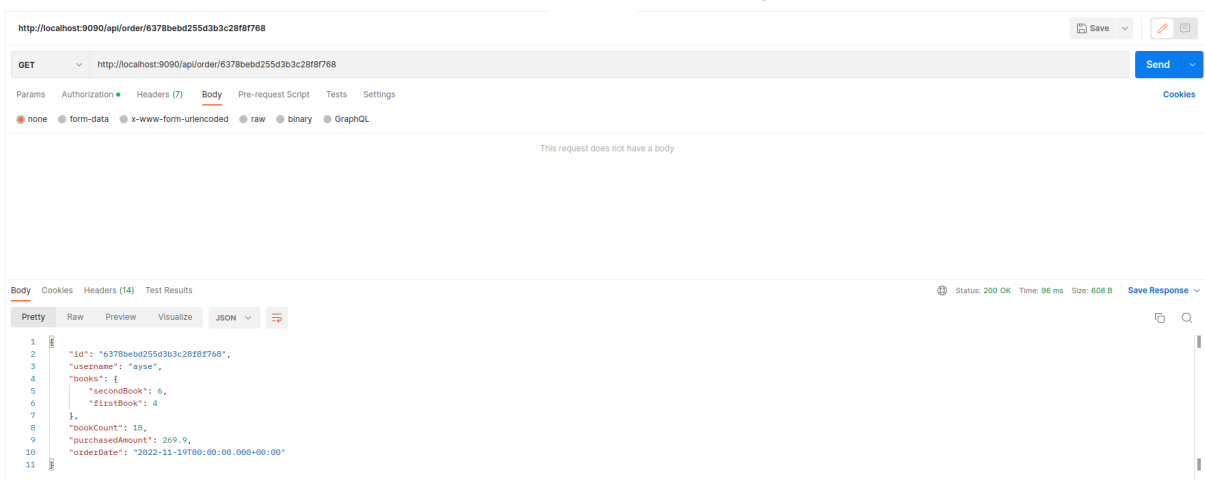 http://localhost:9090/api/order/6378bebd255d3b3c28f8f768 Save
GET http://localhost:9090/api/order/6378bebd255d3b3c28f8f768 Send
Params Authorization Headers (7) Body Pre-request Script Tests Settings Cookies
none form-data x-www-form-urlencoded raw binary GraphQL
This request does not have a body
Body Cookies Headers (14) Test Results Status: 200 OK Time: 96 ms Size: 608 B Save Response
Pretty Raw Preview Visualize JSON
1 {
2 "id": "6378bebd255d3b3c28f8f768",
3 "username": "ayse",
4 "books": {
5 "secondBook": 6,
6 "firstBook": 4
7 },
8 "bookCount": 10,
9 "purchasedAmount": 269.9,
10 "orderDate": "2022-11-19T00:00:00.000+00:00"
11 }